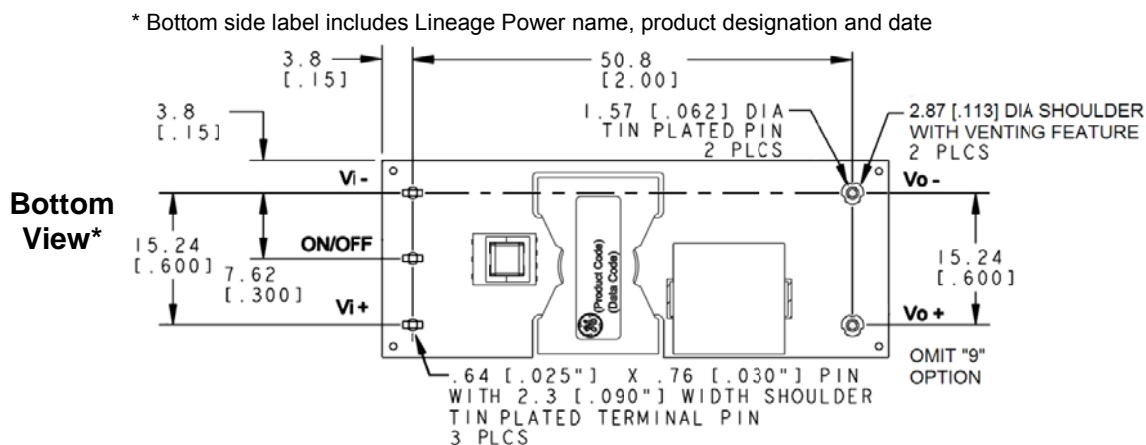 * Bottom side label includes Lineage Power name, product designation and date
3.8
[.15]
50.8
[2.00]
3.8
[.15]
1.57 [.062] DIA
TIN PLATED PIN
2 PLCS
2.87 [.113] DIA SHOULDER
WITH VENTING FEATURE
2 PLCS
Bottom
View*
Vi -
Vo -
ON/OFF
15.24
[.600]
7.62
[.300]
15.24
[.600]
(Product Code)
(Data Code)
Vi +
Vo +
OMIT "9"
OPTION
.64 [.025"] X .76 [.030"] PIN
WITH 2.3 [.090"] WIDTH SHOULDER
TIN PLATED TERMINAL PIN
3 PLCS